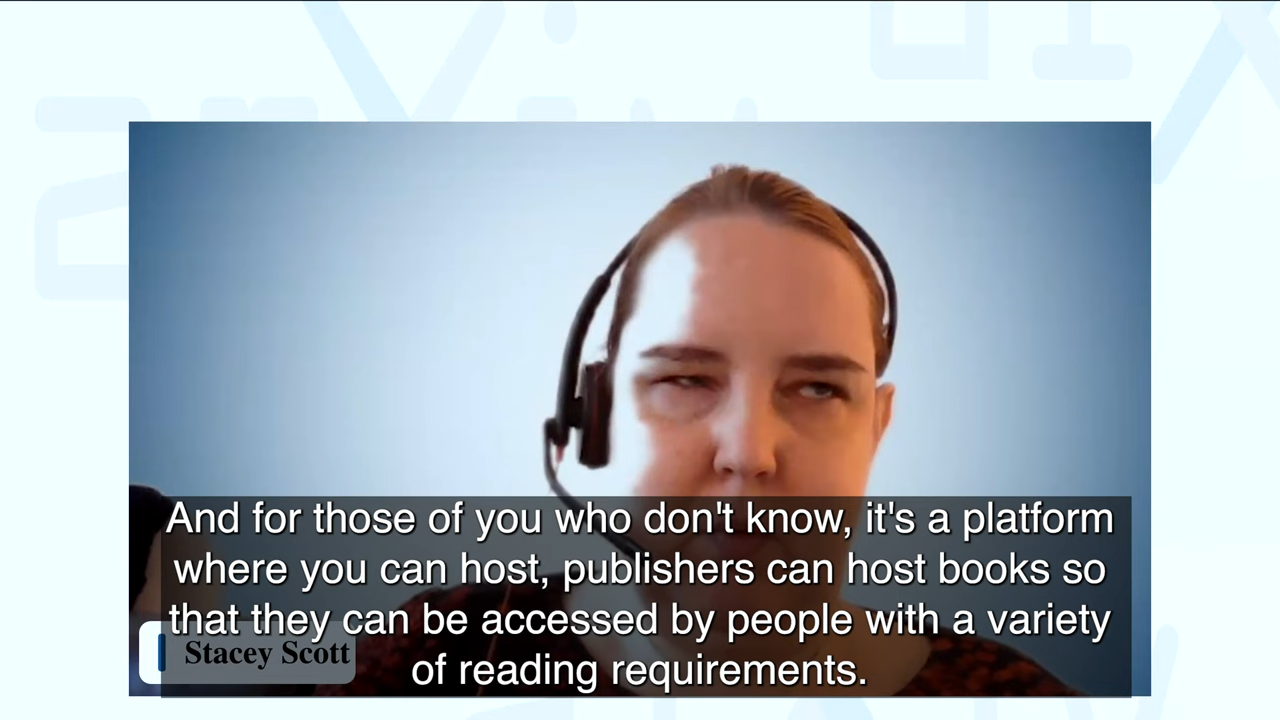 And for those of you who don't know, it's a platform
where you can host, publishers can host books so
that they can be accessed by people with a variety
of reading requirements.
Stacey Scott